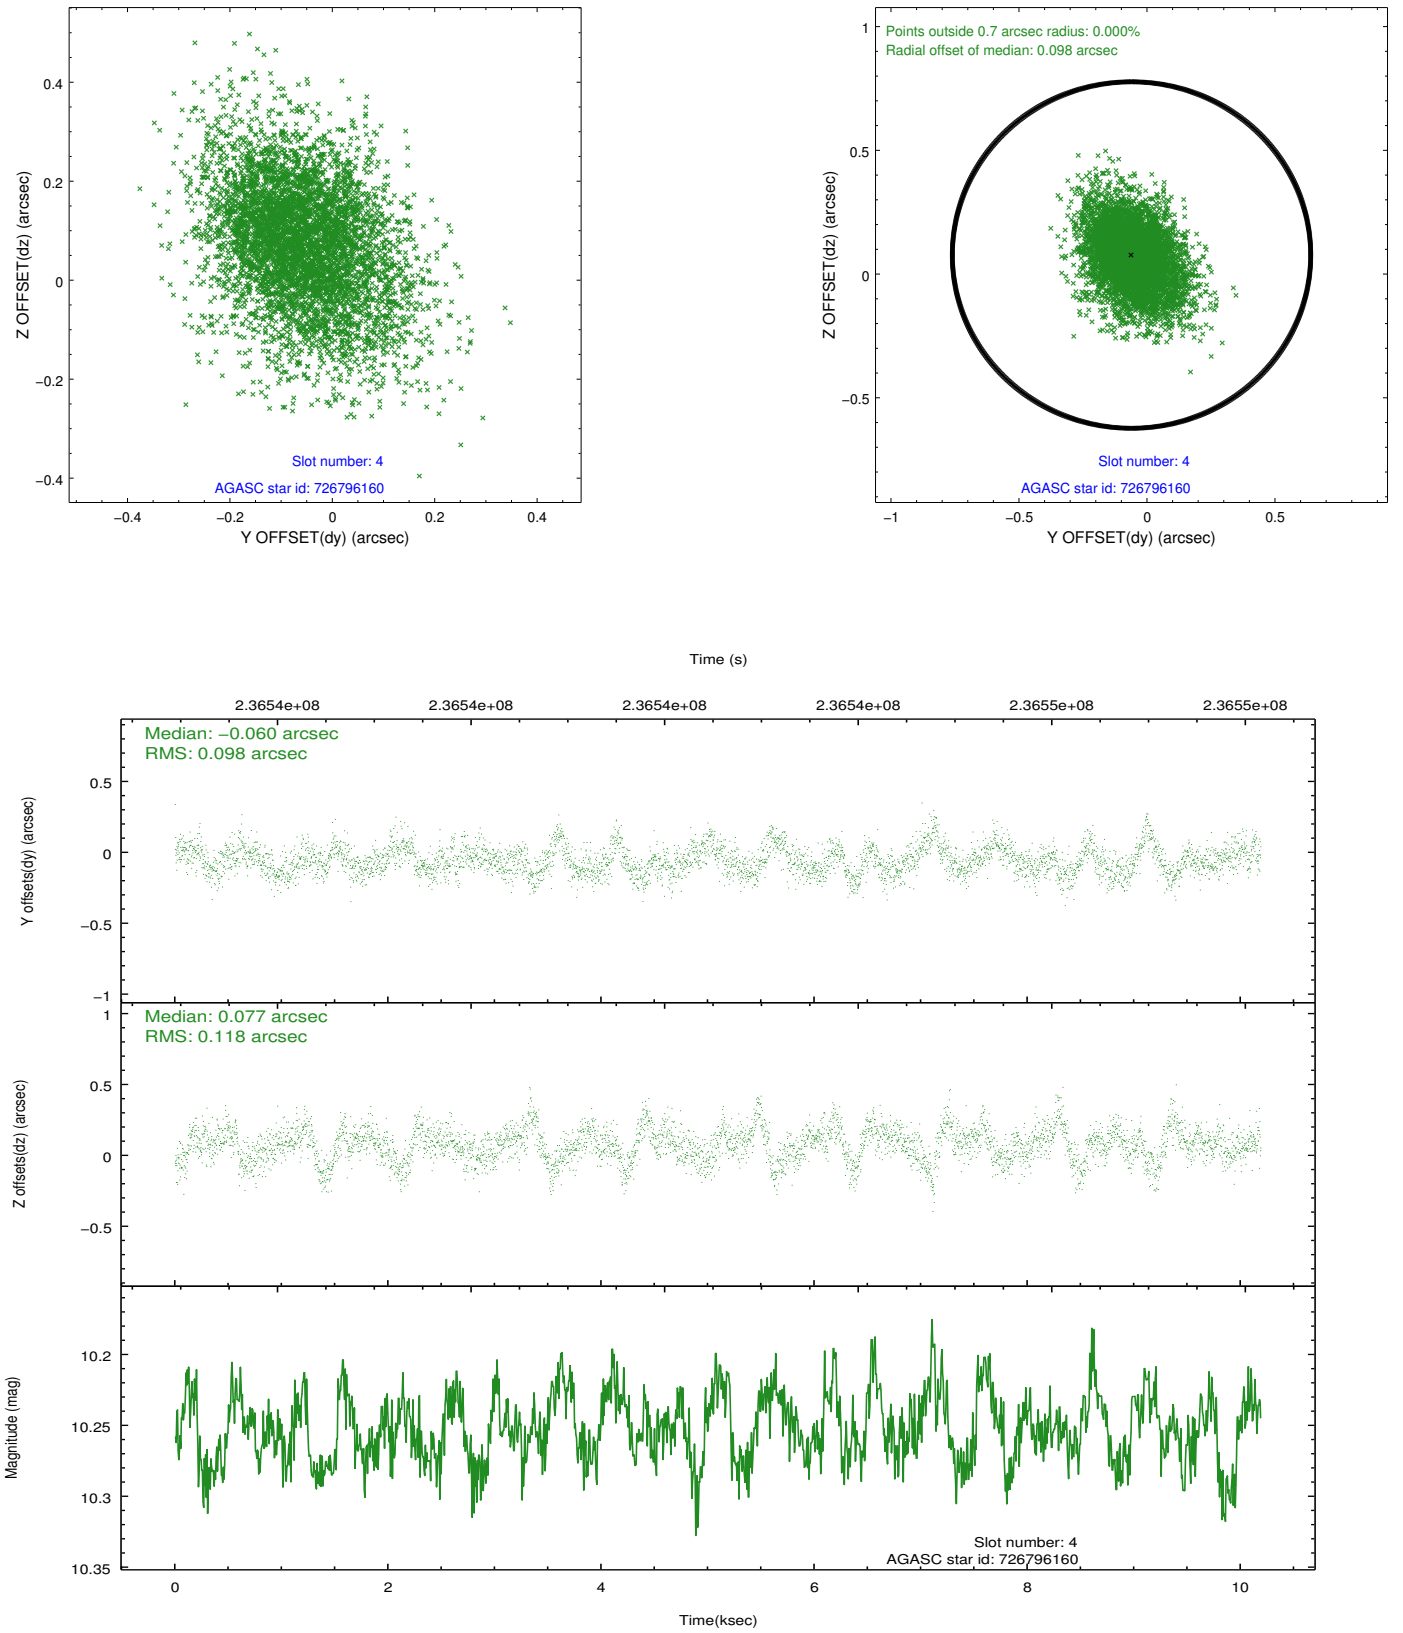 0.4
0.2
0
−0.2
−0.4
Z OFFSET(dz) (arcsec)
Slot number: 4
AGASC star id: 726796160
−0.4
−0.2
0
0.2
0.4
Y OFFSET(dy) (arcsec)
Points outside 0.7 arcsec radius: 0.000%
Radial offset of median: 0.098 arcsec
1
0.5
0
−0.5
Z OFFSET(dz) (arcsec)
Slot number: 4
AGASC star id: 726796160
−1
−0.5
0
0.5
Y OFFSET(dy) (arcsec)
Time (s)
2.3654e+08
2.3654e+08
2.3654e+08
2.3654e+08
2.3655e+08
2.3655e+08
Median: −0.060 arcsec
RMS: 0.098 arcsec
0.5
0
−0.5
−1
Y offsets(dy) (arcsec)
Median: 0.077 arcsec
RMS: 0.118 arcsec
1
0.5
0
−0.5
Z offsets(dz) (arcsec)
10.2
10.25
10.3
10.35
Magnitude (mag)
Slot number: 4
AGASC star id: 726796160
0
2
4
6
8
10
Time(ksec)